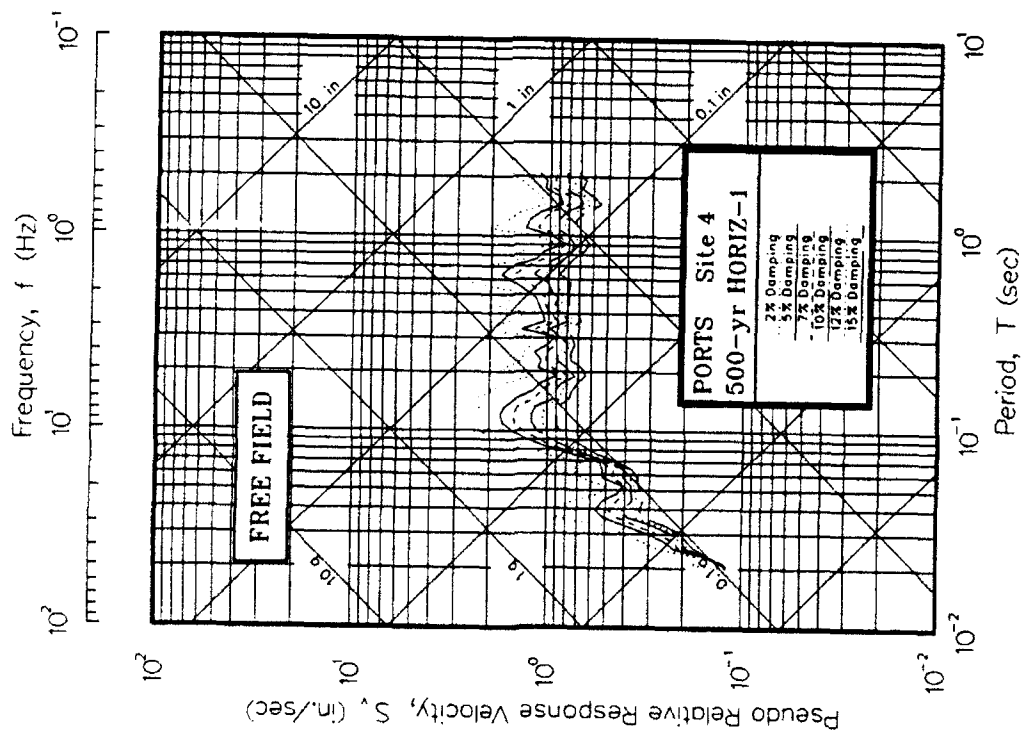 Frequency, f (Hz)
10² 10¹ 10⁰ 10⁻¹
FREE FIELD
10 in
1 in
0.1 in
10g
1g
0.1g
PORTS Site 4
500-yr HORIZ-1
2% Damping
5% Damping
7% Damping
10% Damping
12% Damping
15% Damping
Pseudo Relative Response Velocity, Sᵥ (in./sec)
10²
10¹
10⁰
10⁻¹
10⁻²
10⁻² 10⁻¹ 10⁰ 10¹
Period, T (sec)